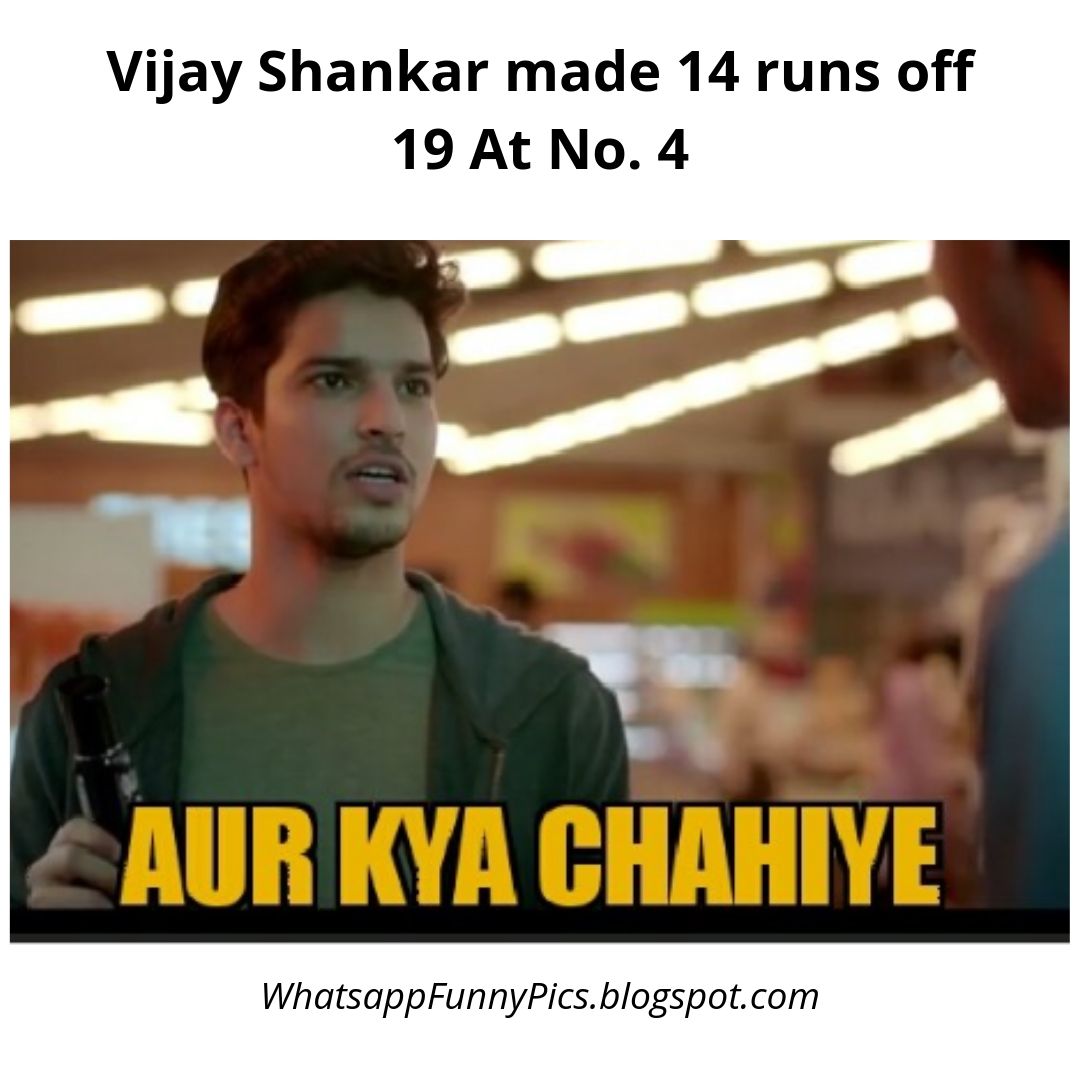 Vijay Shankar made 14 runs off
19 At No. 4
AUR KYA CHAHIYE
WhatsappFunnyPics.blogspot.com